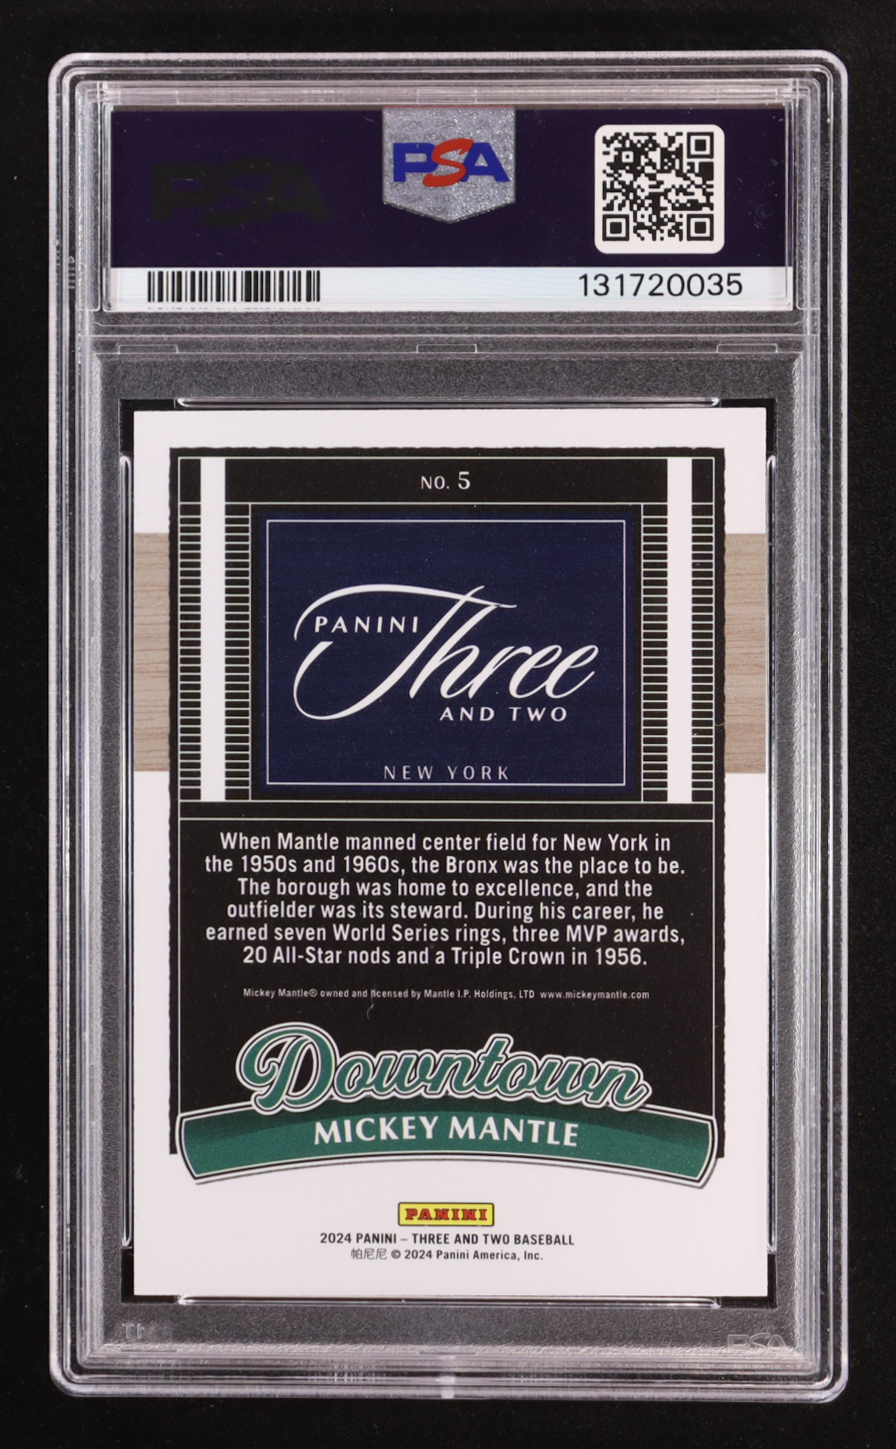 PSA
PSA
131720035
NO. 5
PANINI
Three
AND TWO
NEW YORK
When Mantle manned center field for New York in
the 1950s and 1960s, the Bronx was the place to be.
The borough was home to excellence, and the
outfielder was its steward. During his career, he
earned seven World Series rings, three MVP awards,
20 All-Star nods and a Triple Crown in 1956.
Mickey Mantle® owned and licensed by Mantle I.P. Holdings, LTD www.mickeymantle.com
Downtown
MICKEY MANTLE
PANINI
2024 PANINI – THREE AND TWO BASEBALL
帕尼尼 © 2024 Panini America, Inc.
PSA